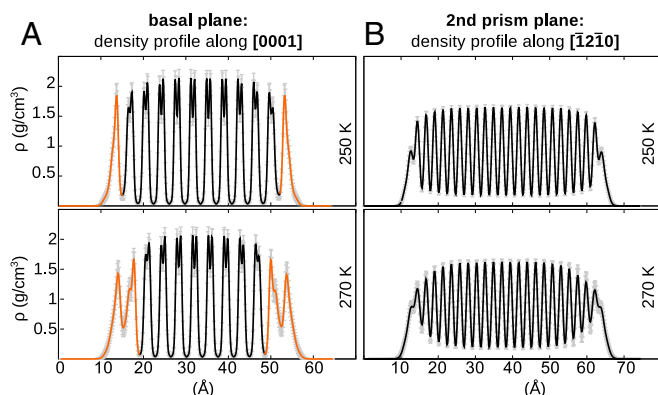 A
basal plane:
density profile along [0001]
B
2nd prism plane:
density profile along [1̅21̅0]
ρ (g/cm³)
2
1.5
1
0.5
250 K
250 K
ρ (g/cm³)
2
1.5
1
0.5
270 K
270 K
0 10 20 30 40 50 60
10 20 30 40 50 60 70
(Å)
(Å)